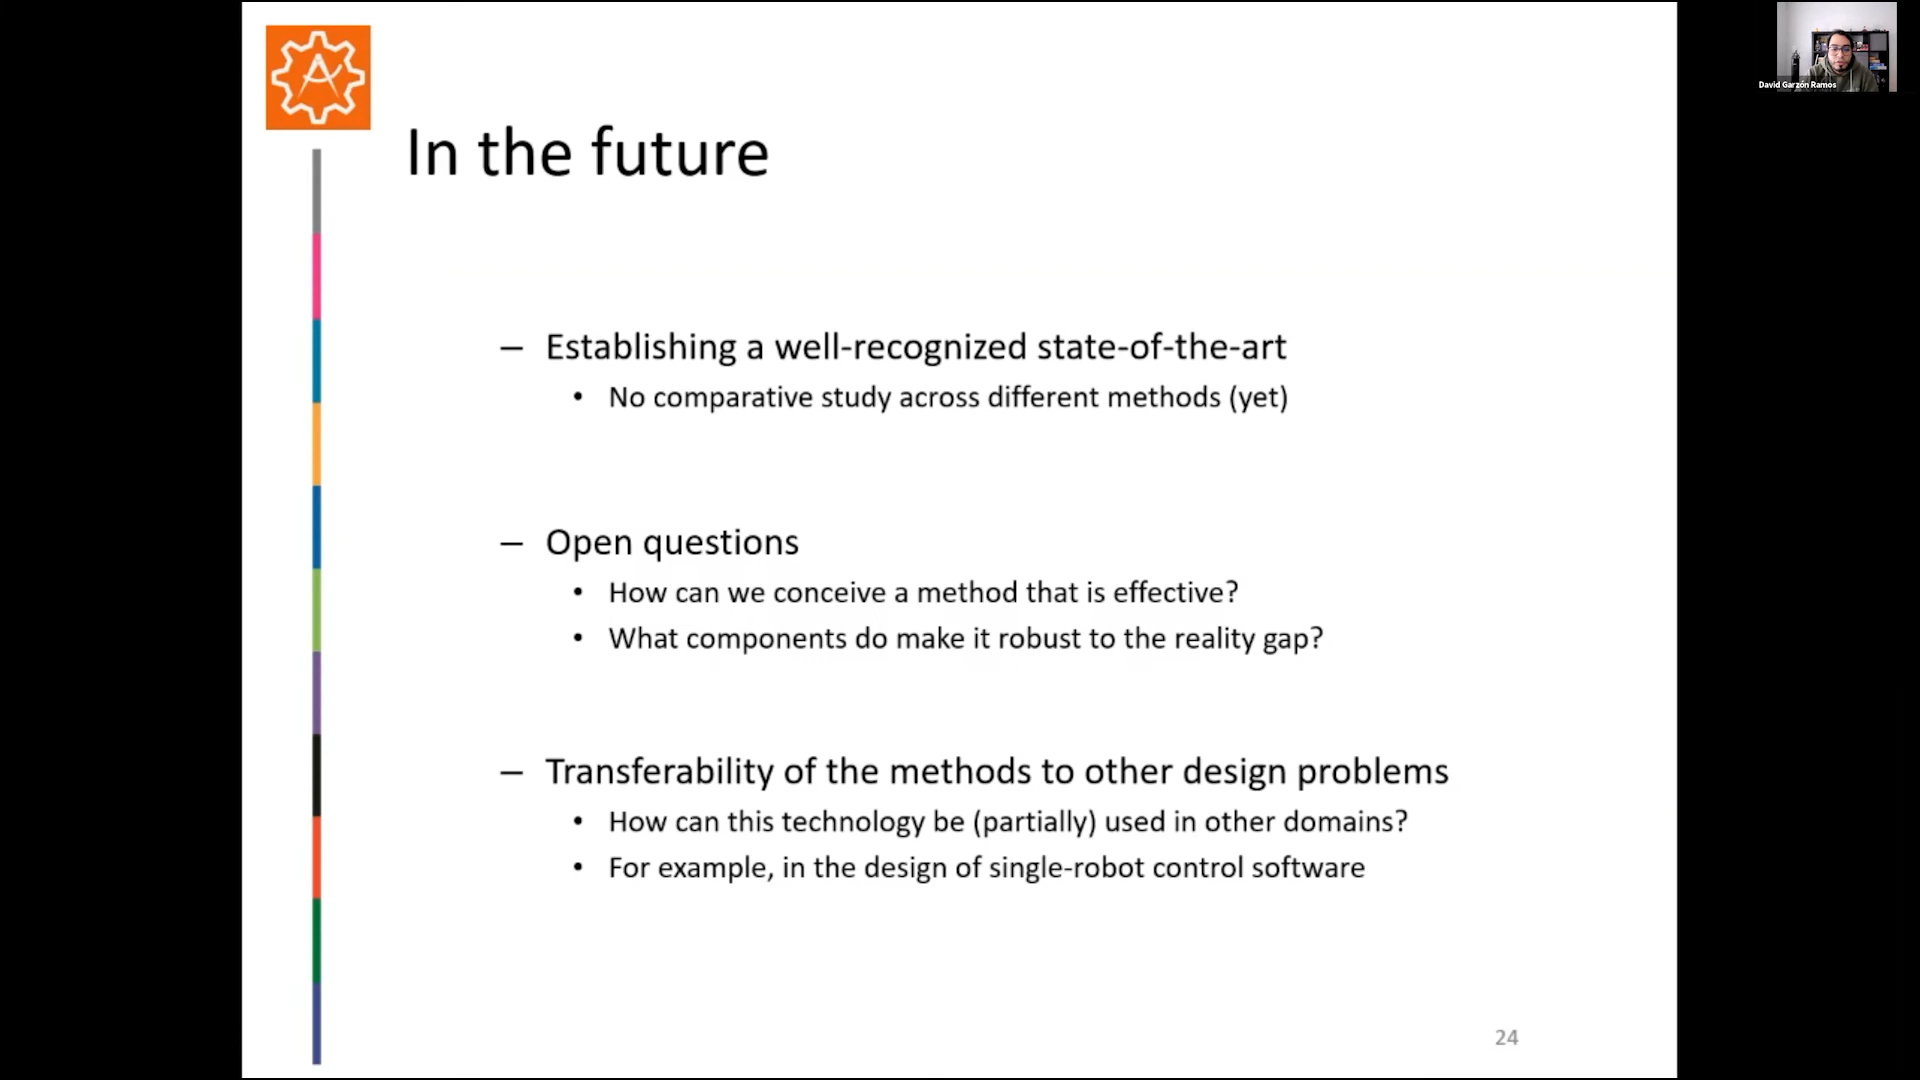 David Garzón Ramos
In the future
– Establishing a well-recognized state-of-the-art
• No comparative study across different methods (yet)
– Open questions
• How can we conceive a method that is effective?
• What components do make it robust to the reality gap?
– Transferability of the methods to other design problems
• How can this technology be (partially) used in other domains?
• For example, in the design of single-robot control software
24